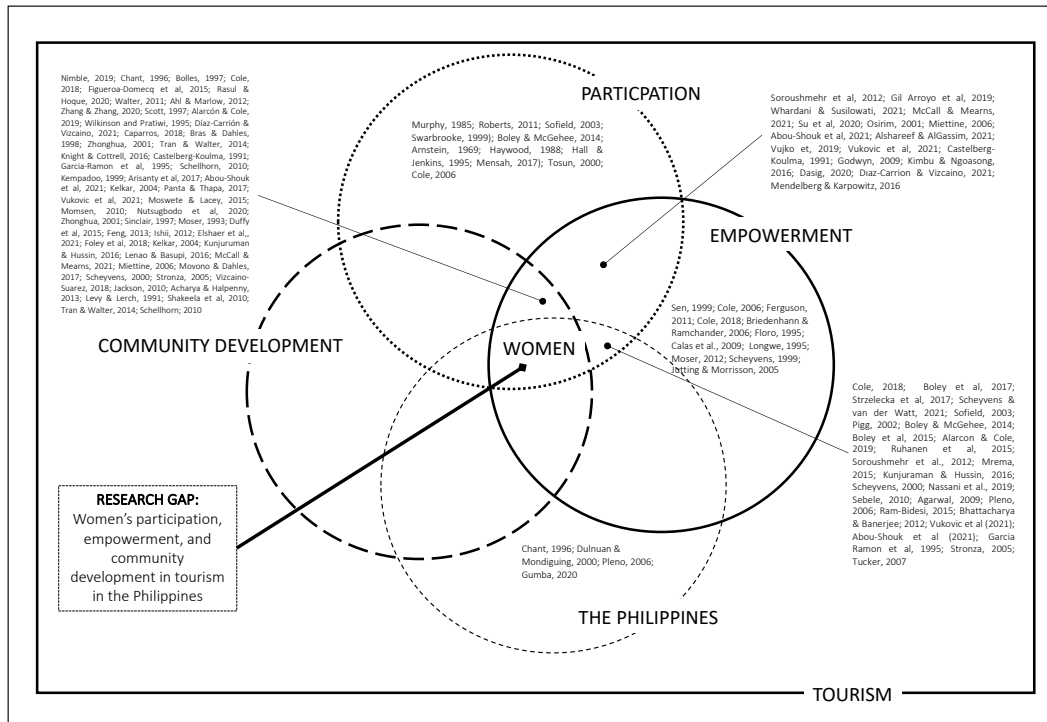 Nimble, 2019; Chant, 1996; Bolles, 1997; Cole,
2018; Figueroa-Domecq et al, 2015; Rasul &
Hoque, 2020; Walter, 2011; Ahl & Marlow, 2012;
Zhang & Zhang, 2020; Scott, 1997; Alarcón & Cole,
2019; Wilkinson and Pratiwi, 1995; Díaz-Carrión &
Vizcaino, 2021; Caparros, 2018; Bras & Dahles,
1998; Zhonghua, 2001; Tran & Walter, 2014;
Knight & Cottrell, 2016; Castelberg-Koulma, 1991;
Garcia-Ramon et al, 1995; Schellhorn, 2010;
Kempadoo, 1999; Arisanty et al, 2017; Abou-Shouk
et al, 2021; Kelkar, 2004; Panta & Thapa, 2017;
Vukovic et al, 2021; Moswete & Lacey, 2015;
Momsen, 2010; Nutsugbodo et al, 2020;
Zhonghua, 2001; Sinclair, 1997; Moser, 1993; Duffy
et al, 2015; Feng, 2013; Ishii, 2012; Elshaer et al,,
2021; Foley et al, 2018; Kelkar, 2004; Kunjuruman
& Hussin, 2016; Lenao & Basupi, 2016; McCall &
Mearns, 2021; Miettine, 2006; Movono & Dahles,
2017; Scheyvens, 2000; Stronza, 2005; Vizcaino-
Suarez, 2018; Jackson, 2010; Acharya & Halpenny,
2013; Levy & Lerch, 1991; Shakeela et al, 2010;
Tran & Walter, 2014; Schellhorn; 2010
PARTICPATION
Murphy, 1985; Roberts, 2011; Sofield, 2003;
Swarbrooke, 1999); Boley & McGehee, 2014;
Arnstein, 1969; Haywood, 1988; Hall &
Jenkins, 1995; Mensah, 2017); Tosun, 2000;
Cole, 2006
Soroushmehr et al, 2012; Gil Arroyo et al, 2019;
Whardani & Susilowati, 2021; McCall & Mearns,
2021; Su et al, 2020; Osirim, 2001; Miettine, 2006;
Abou-Shouk et al, 2021; Alshareef & AlGassim, 2021;
Vujko et, 2019; Vukovic et al, 2021; Castelberg-
Koulma, 1991; Godwyn, 2009; Kimbu & Ngoasong,
2016; Dasig, 2020; Diaz-Carrion & Vizcaino, 2021;
Mendelberg & Karpowitz, 2016
EMPOWERMENT
Sen, 1999; Cole, 2006; Ferguson,
2011; Cole, 2018; Briedenhann &
Ramchander, 2006; Floro, 1995;
Calas et al., 2009; Longwe, 1995;
Moser, 2012; Scheyvens, 1999;
Jutting & Morrisson, 2005
COMMUNITY DEVELOPMENT
WOMEN
Cole, 2018; Boley et al, 2017;
Strzelecka et al, 2017; Scheyvens &
van der Watt, 2021; Sofield, 2003;
Pigg, 2002; Boley & McGehee, 2014;
Boley et al, 2015; Alarcon & Cole,
2019; Ruhanen et al, 2015;
Soroushmehr et al., 2012; Mrema,
2015; Kunjuraman & Hussin, 2016;
Scheyvens, 2000; Nassani et al., 2019;
Sebele, 2010; Agarwal, 2009; Pleno,
2006; Ram-Bidesi, 2015; Bhattacharya
& Banerjee; 2012; Vukovic et al (2021);
Abou-Shouk et al (2021); Garcia
Ramon et al, 1995; Stronza, 2005;
Tucker, 2007
RESEARCH GAP:
Women's participation,
empowerment, and
community
development in tourism
in the Philippines
Chant, 1996; Dulnuan &
Mondiguing, 2000; Pleno, 2006;
Gumba, 2020
THE PHILIPPINES
TOURISM